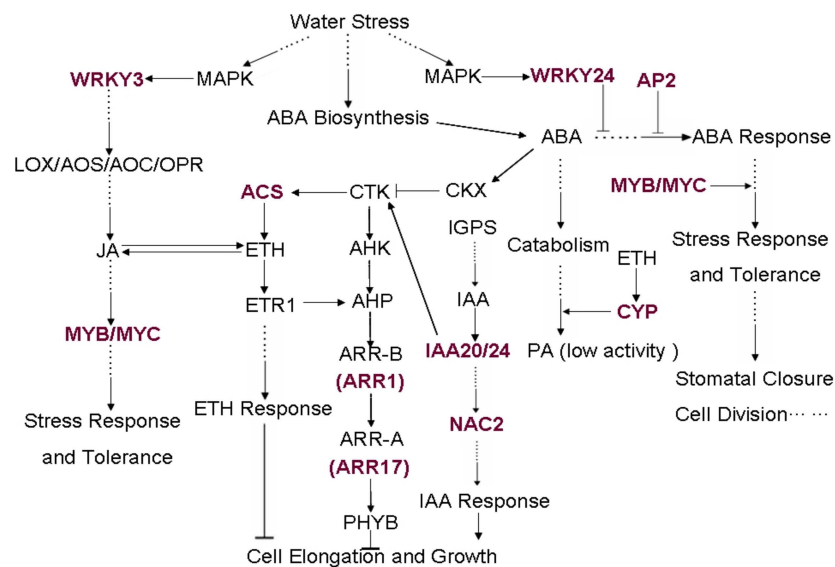 Water Stress
WRKY3 MAPK MAPK WRKY24 AP2
ABA Biosynthesis ABA ABA Response
LOX/AOS/AOC/OPR
ACS CTK CKX MYB/MYC
IGPS
JA ETH AHK Catabolism ETH Stress Response
and Tolerance
ETR1 AHP IAA CYP
MYB/MYC ARR-B IAA20/24 PA (low activity )
(ARR1) Stomatal Closure
Stress Response ETH Response NAC2 Cell Division... ...
and Tolerance ARR-A
(ARR17)
IAA Response
PHYB
Cell Elongation and Growth